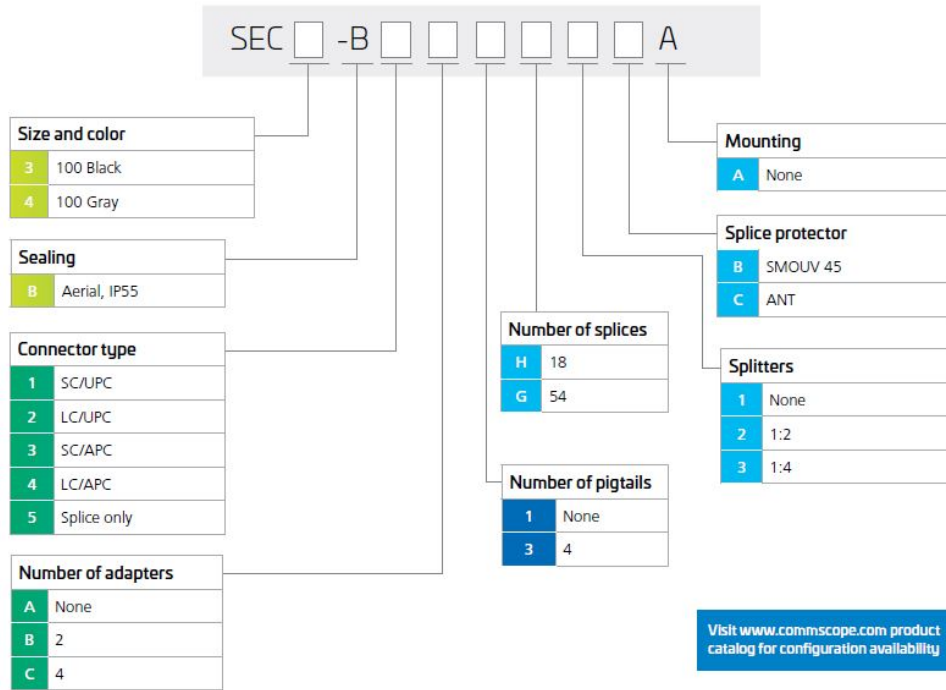 SEC -B A
Size and color
3 100 Black
4 100 Gray
Sealing
B Aerial, IP55
Connector type
1 SC/UPC
2 LC/UPC
3 SC/APC
4 LC/APC
5 Splice only
Number of adapters
A None
B 2
C 4
Number of splices
H 18
G 54
Number of pigtails
1 None
3 4
Mounting
A None
Splice protector
B SMOUV 45
C ANT
Splitters
1 None
2 1:2
3 1:4
Visit www.commscope.com product
catalog for configuration availability